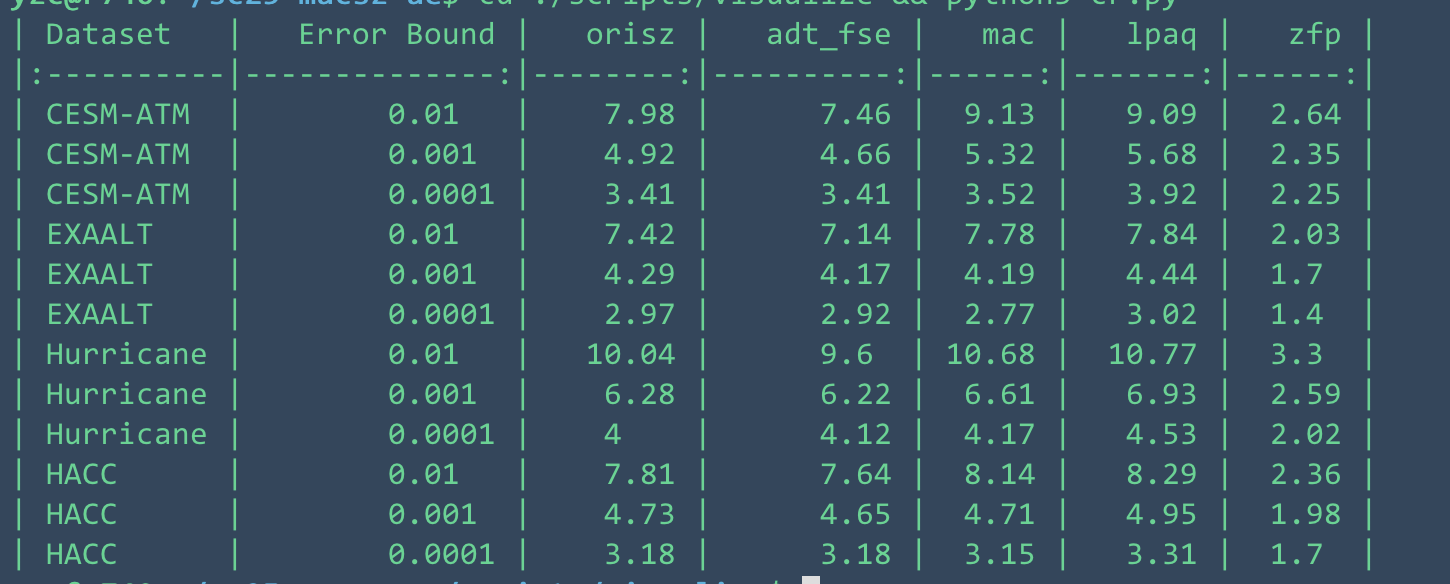 | Dataset   |   Error Bound |   orisz |   adt_fse |   mac |   lpaq |   zfp |
|:----------|--------------:|--------:|----------:|------:|-------:|------:|
| CESM-ATM  |        0.01   |    7.98 |      7.46 |  9.13 |   9.09 |  2.64 |
| CESM-ATM  |        0.001  |    4.92 |      4.66 |  5.32 |   5.68 |  2.35 |
| CESM-ATM  |        0.0001 |    3.41 |      3.41 |  3.52 |   3.92 |  2.25 |
| EXAALT    |        0.01   |    7.42 |      7.14 |  7.78 |   7.84 |  2.03 |
| EXAALT    |        0.001  |    4.29 |      4.17 |  4.19 |   4.44 |  1.7  |
| EXAALT    |        0.0001 |    2.97 |      2.92 |  2.77 |   3.02 |  1.4  |
| Hurricane |        0.01   |   10.04 |      9.6  | 10.68 |  10.77 |  3.3  |
| Hurricane |        0.001  |    6.28 |      6.22 |  6.61 |   6.93 |  2.59 |
| Hurricane |        0.0001 |    4    |      4.12 |  4.17 |   4.53 |  2.02 |
| HACC      |        0.01   |    7.81 |      7.64 |  8.14 |   8.29 |  2.36 |
| HACC      |        0.001  |    4.73 |      4.65 |  4.71 |   4.95 |  1.98 |
| HACC      |        0.0001 |    3.18 |      3.18 |  3.15 |   3.31 |  1.7  |